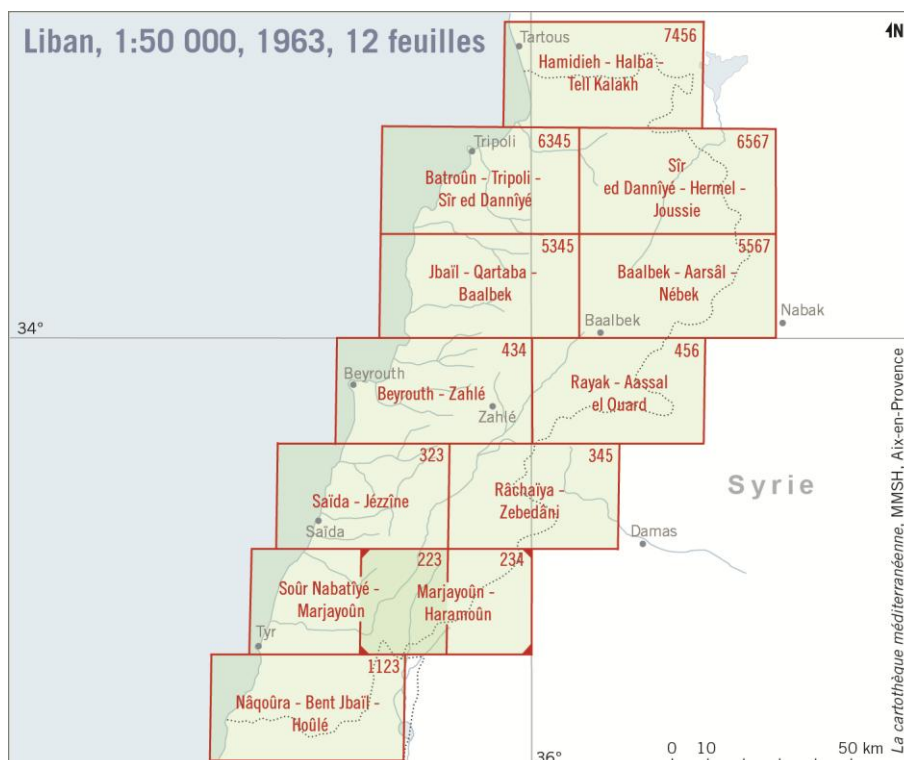 Liban, 1:50 000, 1963, 12 feuilles
N
Tartous
7456
Hamidieh - Halba -
Tell Kalakh
Tripoli
6345
Batroûn - Tripoli -
Sîr ed Dannîyé
6567
Sîr
ed Dannîyé - Hermel -
Joussie
5345
Jbaïl - Qartaba -
Baalbek
5567
Baalbek - Aarsâl -
Nébek
Baalbek
Nabak
34°
434
Beyrouth
Beyrouth - Zahlé
Zahlé
456
Rayak - Aassal
el Ouard
323
Saïda - Jézzîne
Saïda
345
Râchaïya -
Zebedâni
Syrie
Damas
223
Soûr Nabatîyé -
Marjayoûn
234
Marjayoûn -
Haramoûn
Tyr
1123
Nâqoûra - Bent Jbaïl -
Hoûlé
36°
0 10 50 km
La cartothèque méditerranéenne, MMSH, Aix-en-Provence